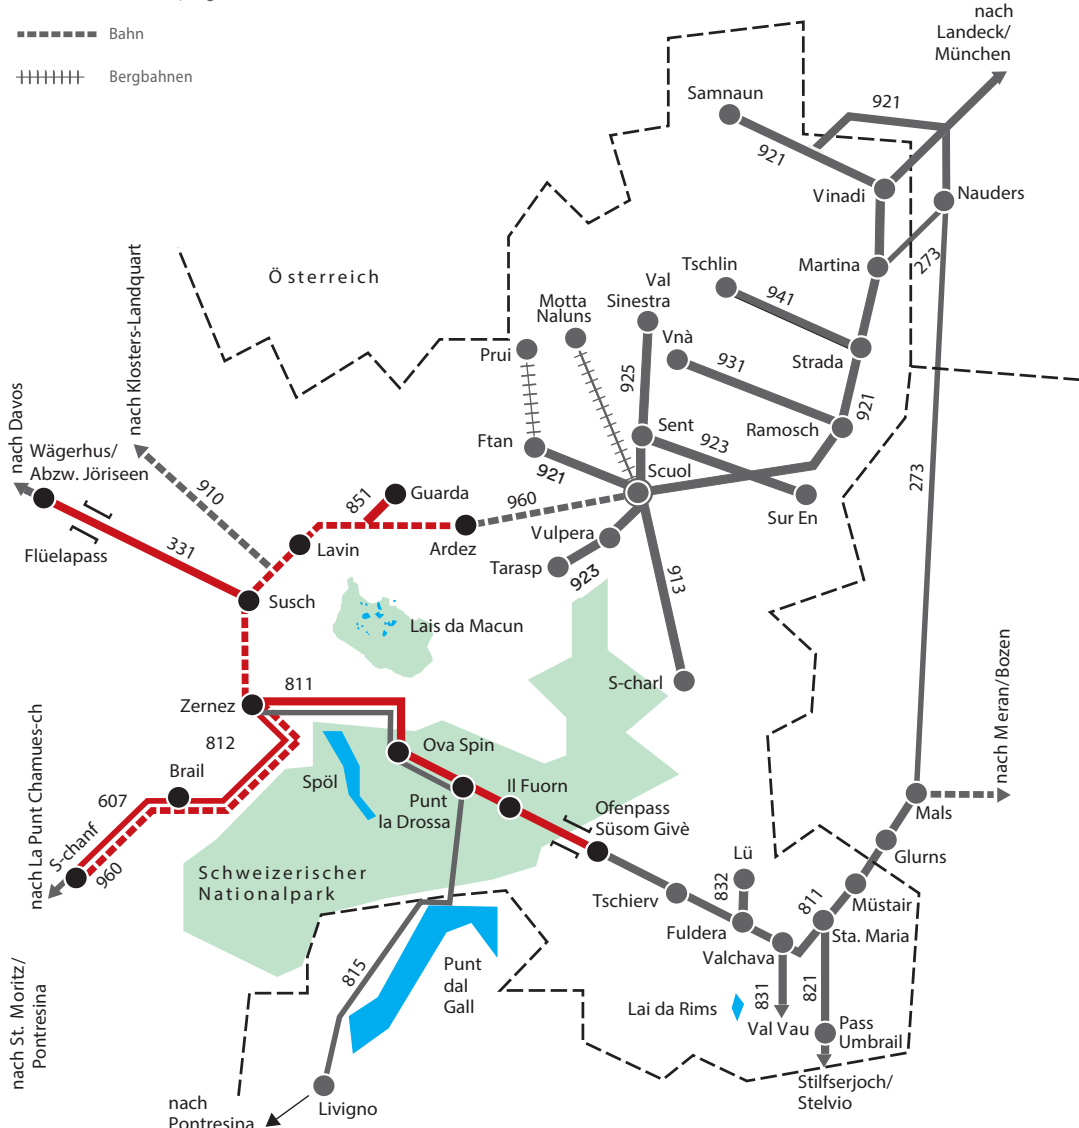 Bahn
Bergbahnen
nach
Landeck/
München
921
Samnaun
921
Vinadi
Nauders
Martina
273
Österreich
nach Klosters-Landquart
Tschlin
941
Val
Sinestra
Motta
Naluns
Vnà
Prui
Strada
931
925
921
nach Davos
Wägerhus/
Abzw. Jöriseen
Sent
923
Ramosch
Ftan
921
Scuol
273
910
851
Guarda
960
Sur En
Flüelapass
331
Lavin
Ardez
Vulpera
Tarasp
923
913
Susch
Lais da Macun
S-charl
nach Meran/Bozen
811
Zernez
812
Ova Spin
Brail
Spöl
Il Fuorn
Punt
la Drossa
607
Ofenpass
Süsom Givè
Mals
nach La Punt Chamues-ch
S-chanf
960
Glurns
Lü
Schweizerischer
Nationalpark
Tschierv
832
811
Müstair
Fuldera
Sta. Maria
Valchava
nach St. Moritz/
Pontresina
815
Punt
dal
Gall
831
821
Lai da Rims
Val Vau
Pass
Umbrail
Stilfserjoch/
Stelvio
Livigno
nach
Pontresina